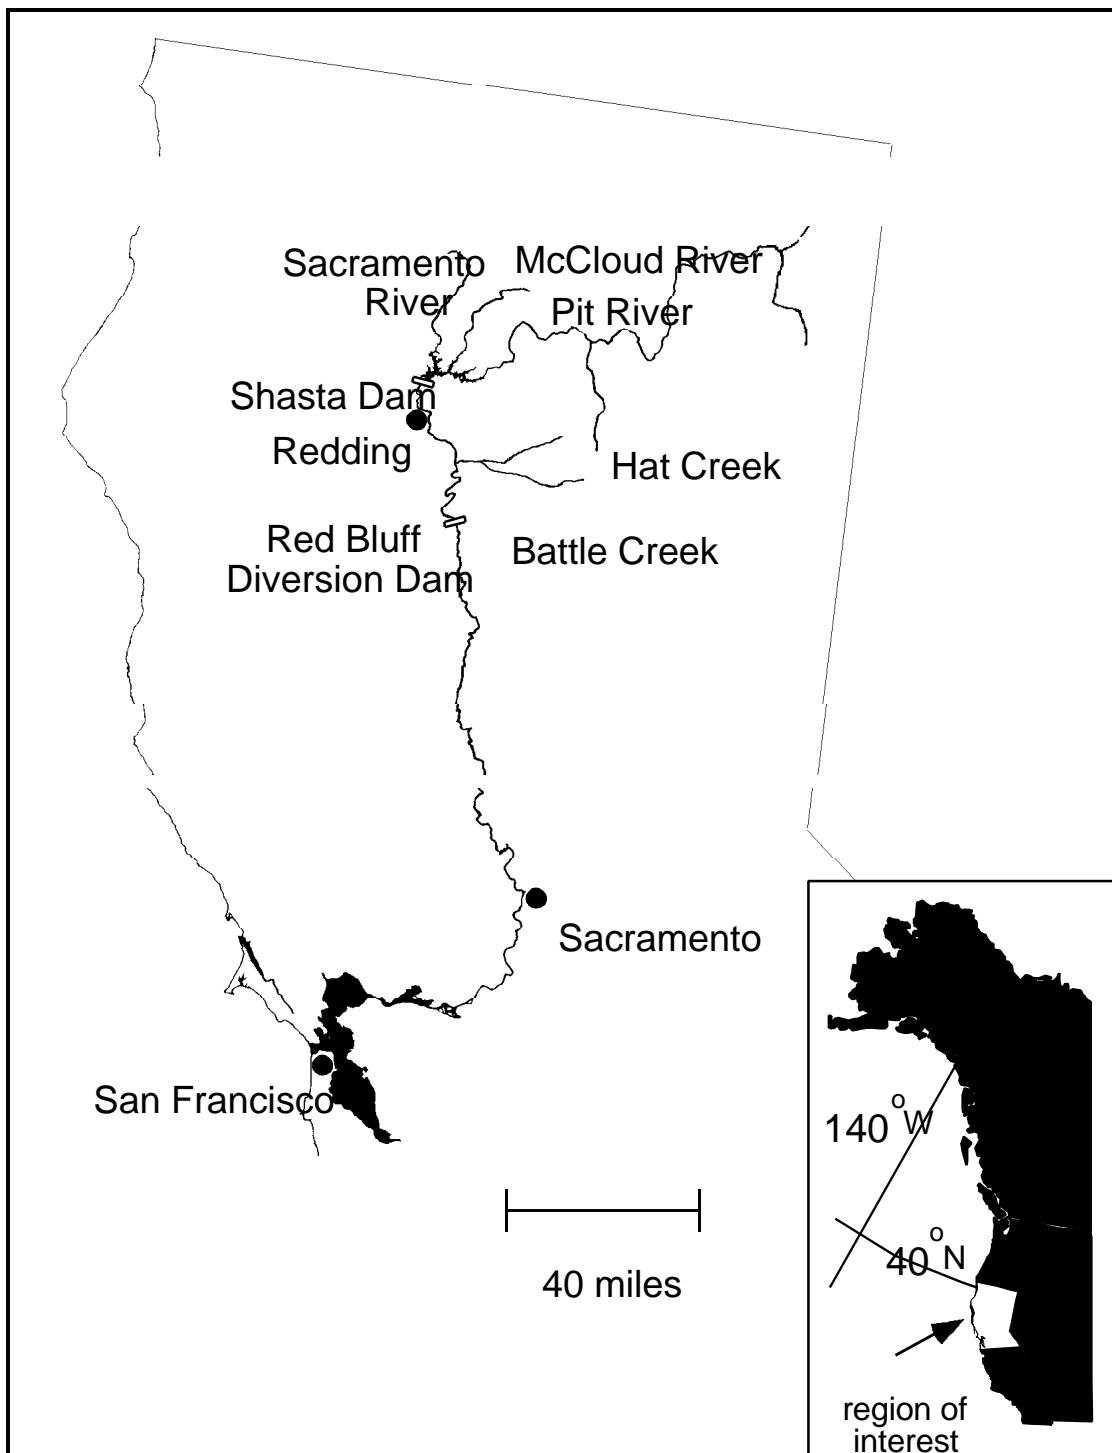 Sacramento
River
McCloud River
Pit River
Shasta Dam
Redding
Hat Creek
Red Bluff
Diversion Dam
Battle Creek
Sacramento
San Francisco
40 miles
140 °W
40 °N
region of
interest